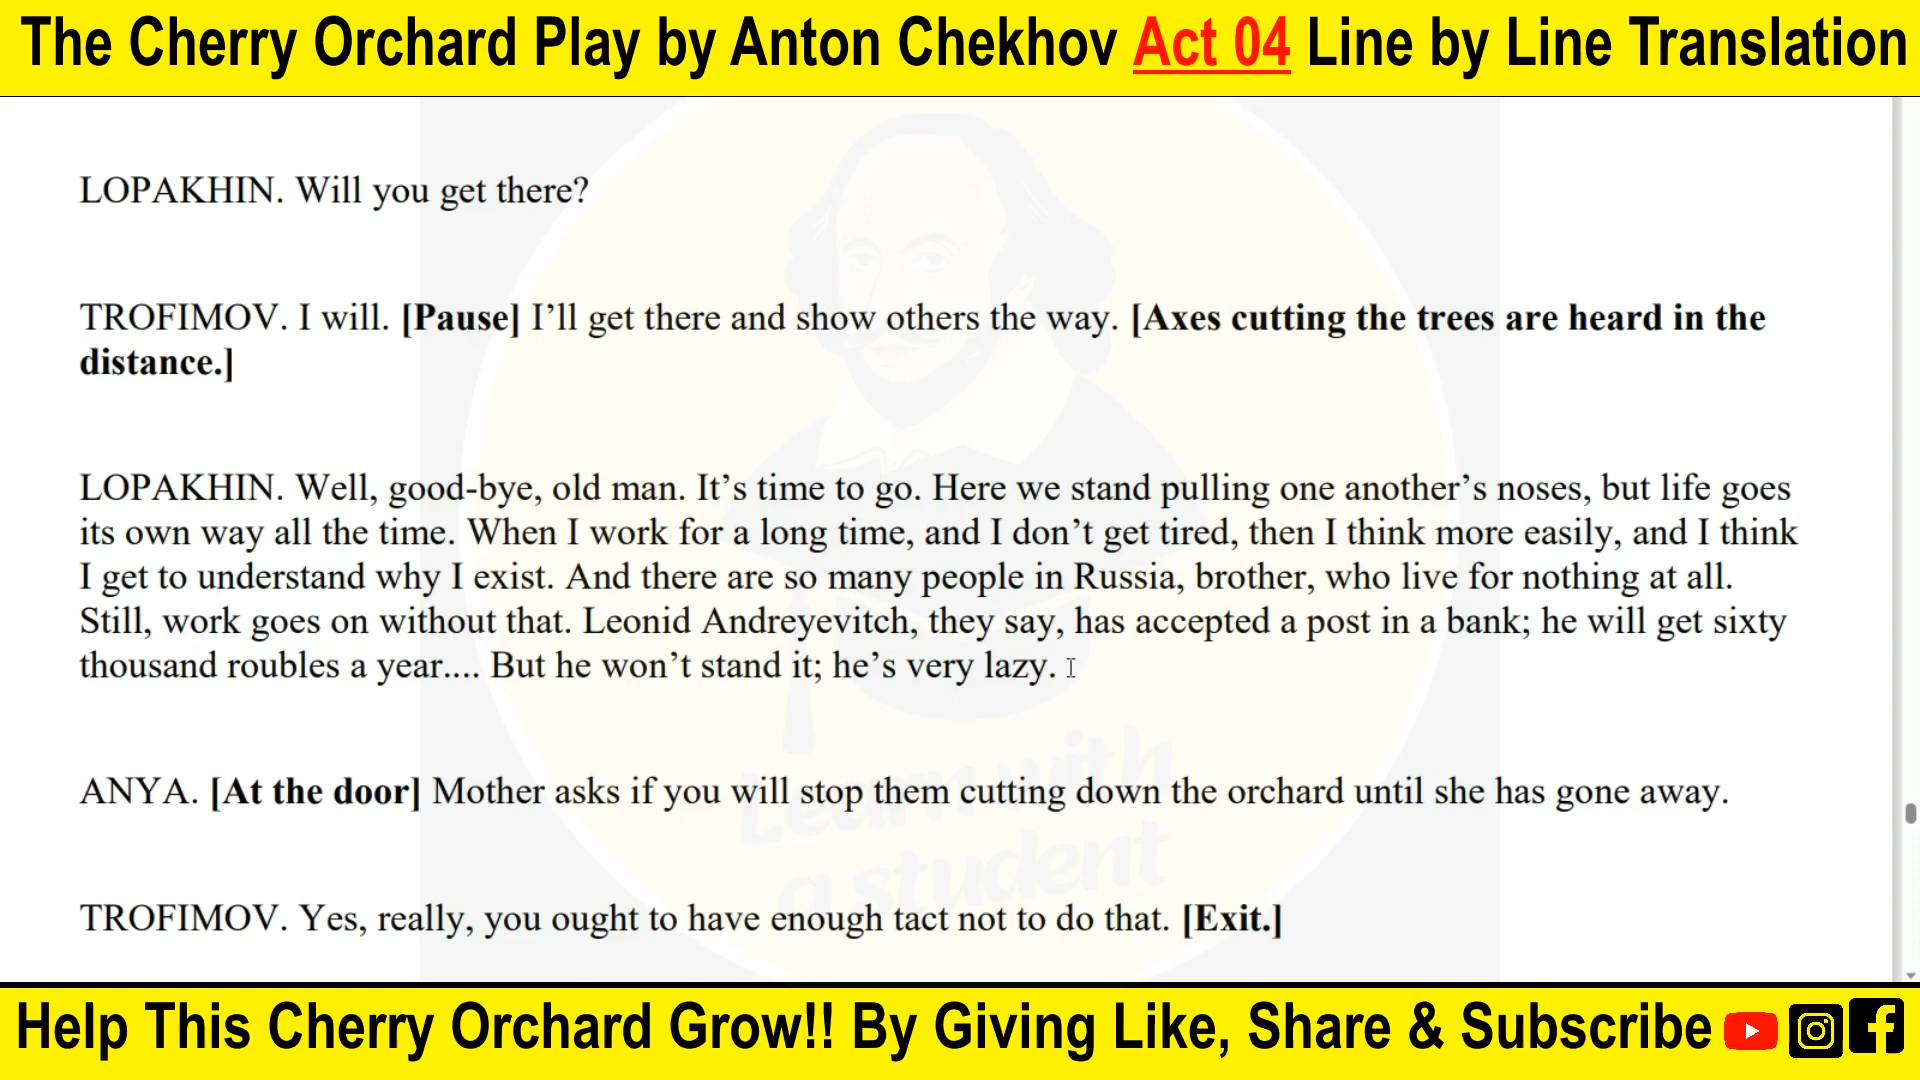 The Cherry Orchard Play by Anton Chekhov Act 04 Line by Line Translation
LOPAKHIN. Will you get there?
TROFIMOV. I will. [Pause] I’ll get there and show others the way. [Axes cutting the trees are heard in the
distance.]
LOPAKHIN. Well, good-bye, old man. It’s time to go. Here we stand pulling one another’s noses, but life goes
its own way all the time. When I work for a long time, and I don’t get tired, then I think more easily, and I think
I get to understand why I exist. And there are so many people in Russia, brother, who live for nothing at all.
Still, work goes on without that. Leonid Andreyevitch, they say, has accepted a post in a bank; he will get sixty
thousand roubles a year.... But he won’t stand it; he’s very lazy.
Learn with
a student
ANYA. [At the door] Mother asks if you will stop them cutting down the orchard until she has gone away.
TROFIMOV. Yes, really, you ought to have enough tact not to do that. [Exit.]
Help This Cherry Orchard Grow!! By Giving Like, Share & Subscribe